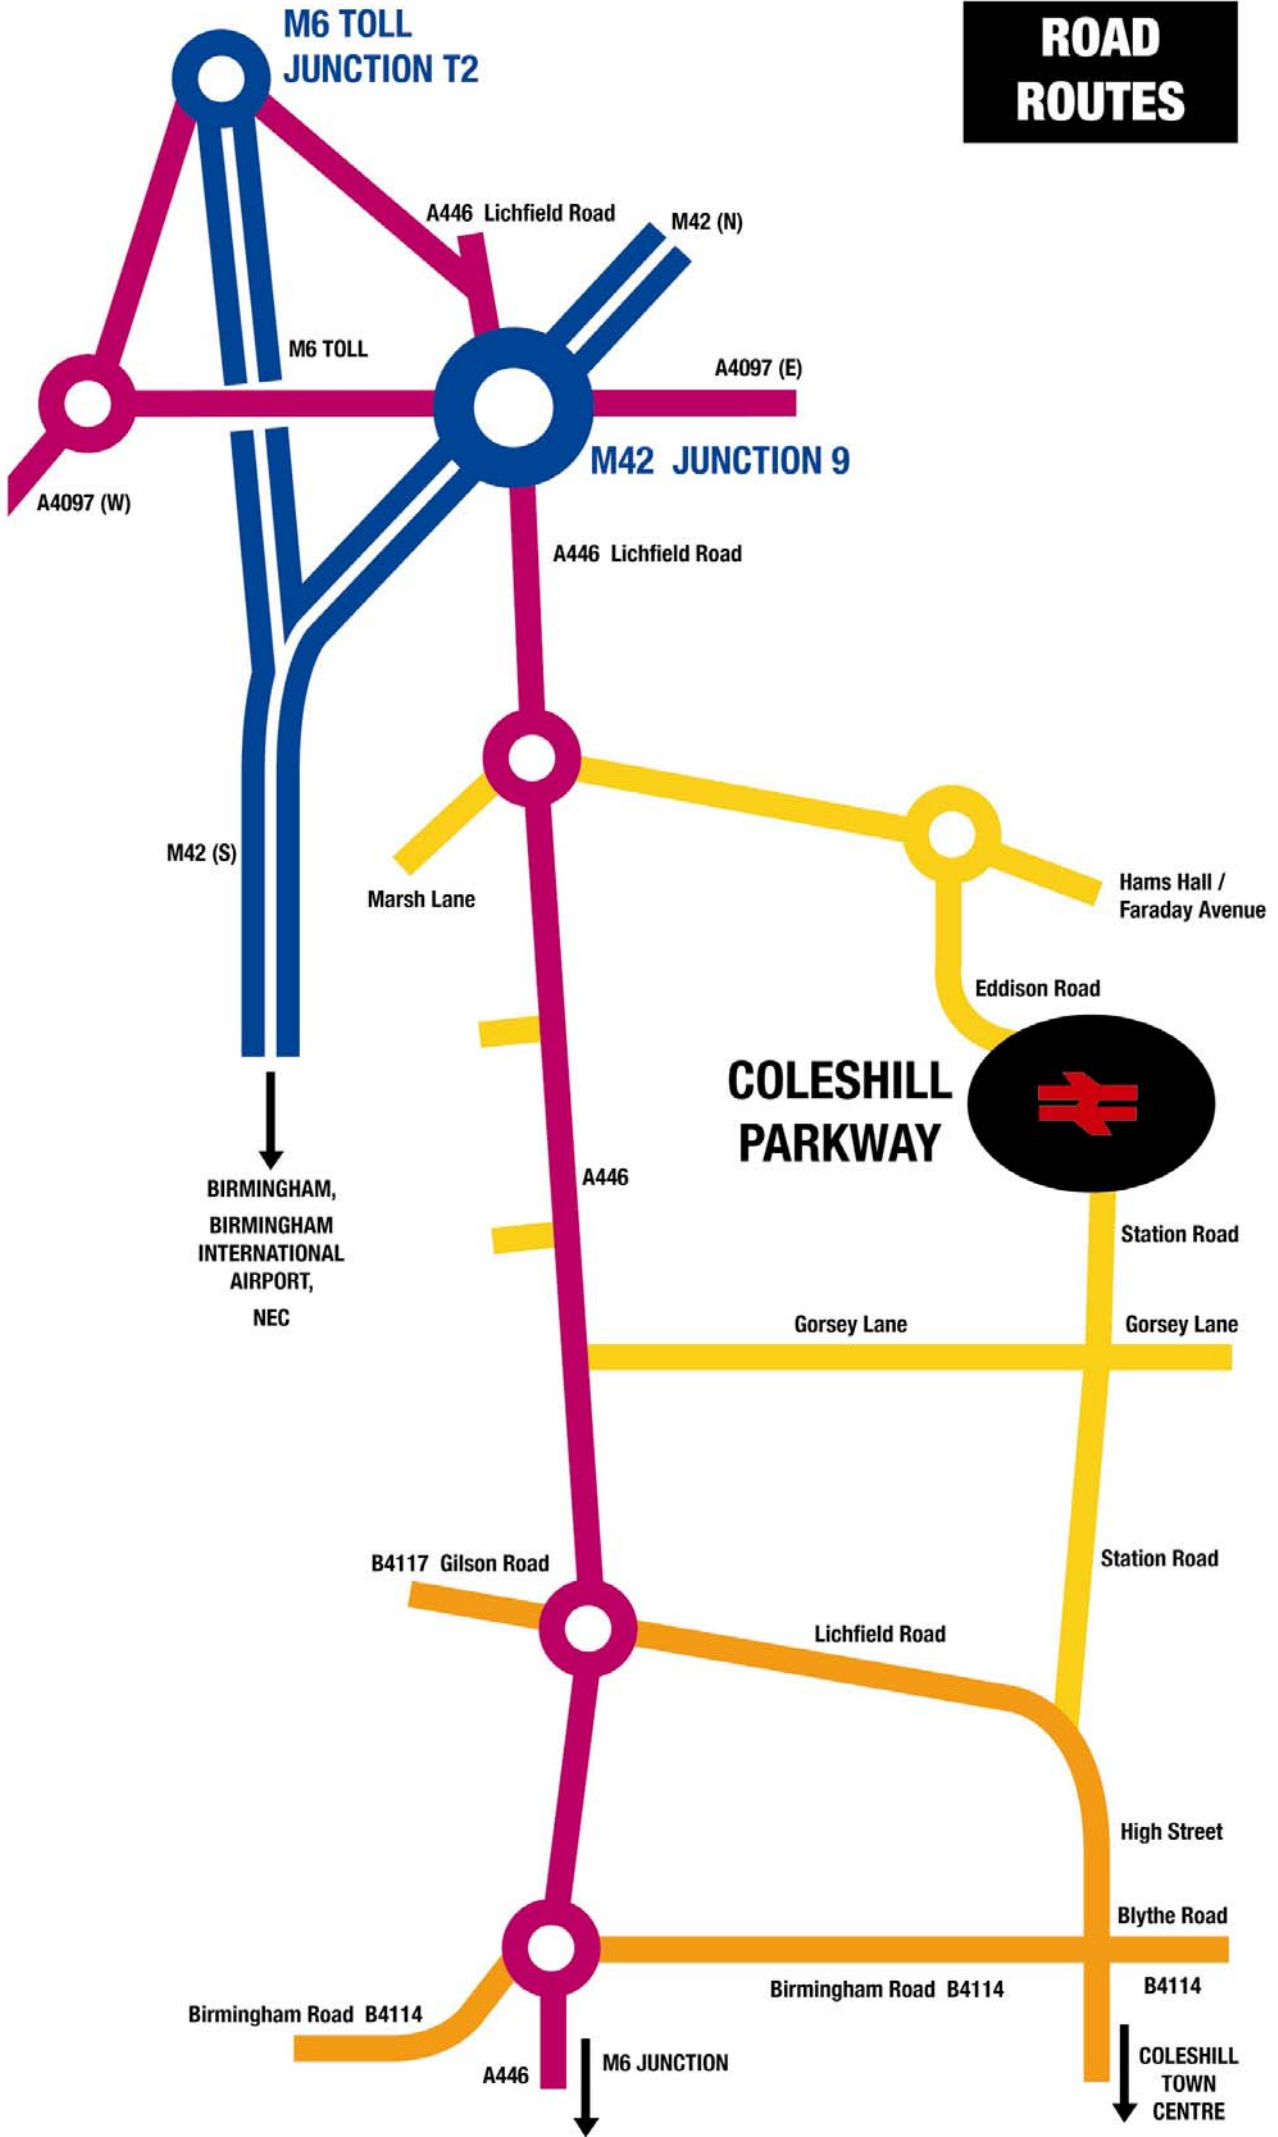 M6 TOLL
JUNCTION T2
ROAD
ROUTES
A446 Lichfield Road
M42 (N)
M6 TOLL
A4097 (E)
M42 JUNCTION 9
A4097 (W)
A446 Lichfield Road
M42 (S)
Marsh Lane
Hams Hall /
Faraday Avenue
Eddison Road
COLESHILL
PARKWAY
A446
BIRMINGHAM,
BIRMINGHAM
INTERNATIONAL
AIRPORT,
NEC
Station Road
Gorsey Lane
Gorsey Lane
B4117 Gilson Road
Station Road
Lichfield Road
High Street
Blythe Road
Birmingham Road B4114
B4114
Birmingham Road B4114
A446
M6 JUNCTION
COLESHILL
TOWN
CENTRE